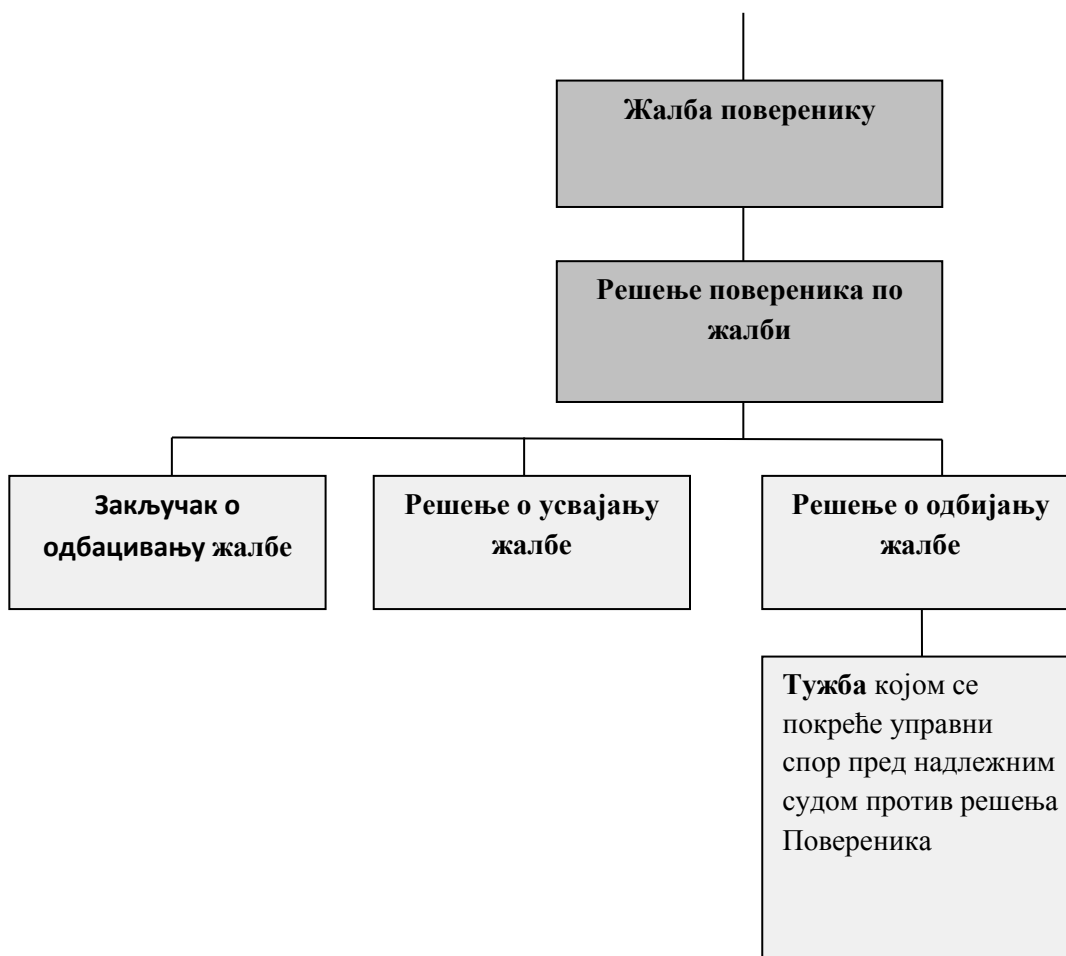 Жалба поверенику
Решење повереника по
жалби
Закључак о
одбацивању жалбе
Решење о усвајању
жалбе
Решење о одбијању
жалбе
Тужба којом се
покреће управни
спор пред надлежним
судом против решења
Повереника